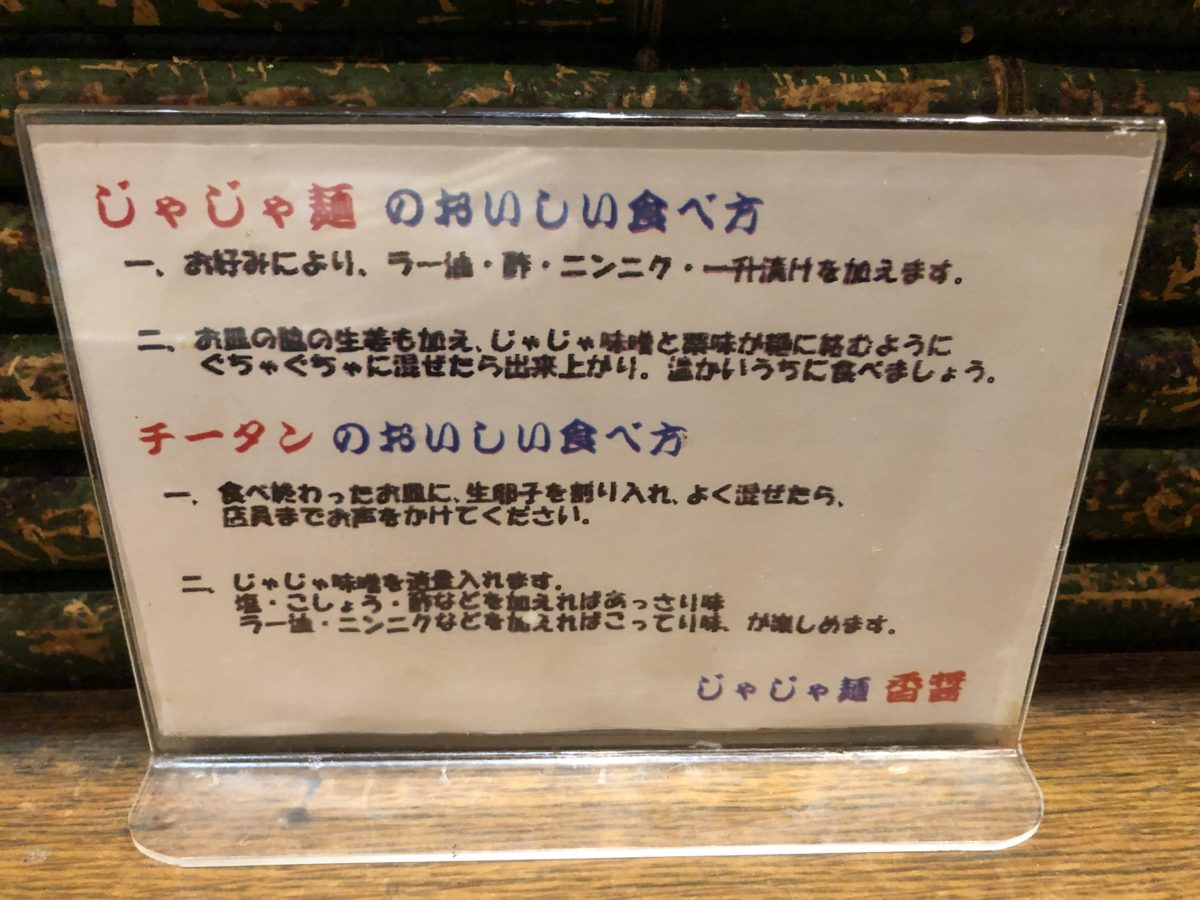 じゃじゃ麺 のおいしい食べ方
一、お好みにより、ラー油・酢・ニンニク・一升漬けを加えます。
二、お皿の脇の生姜も加え、じゃじゃ味噌と薬味が麺に絡むように
ぐちゃぐちゃに混ぜたら出来上がり。温かいうちに食べましょう。
チータン のおいしい食べ方
一、食べ終わったお皿に、生卵子を割り入れ、よく混ぜたら、
店員までお声をかけてください。
二、じゃじゃ味噌を適量入れます。
塩・こしょう・酢などを加えればあっさり味
ラー油・ニンニクなどを加えればこってり味、が楽しめます。
じゃじゃ麺 香醤